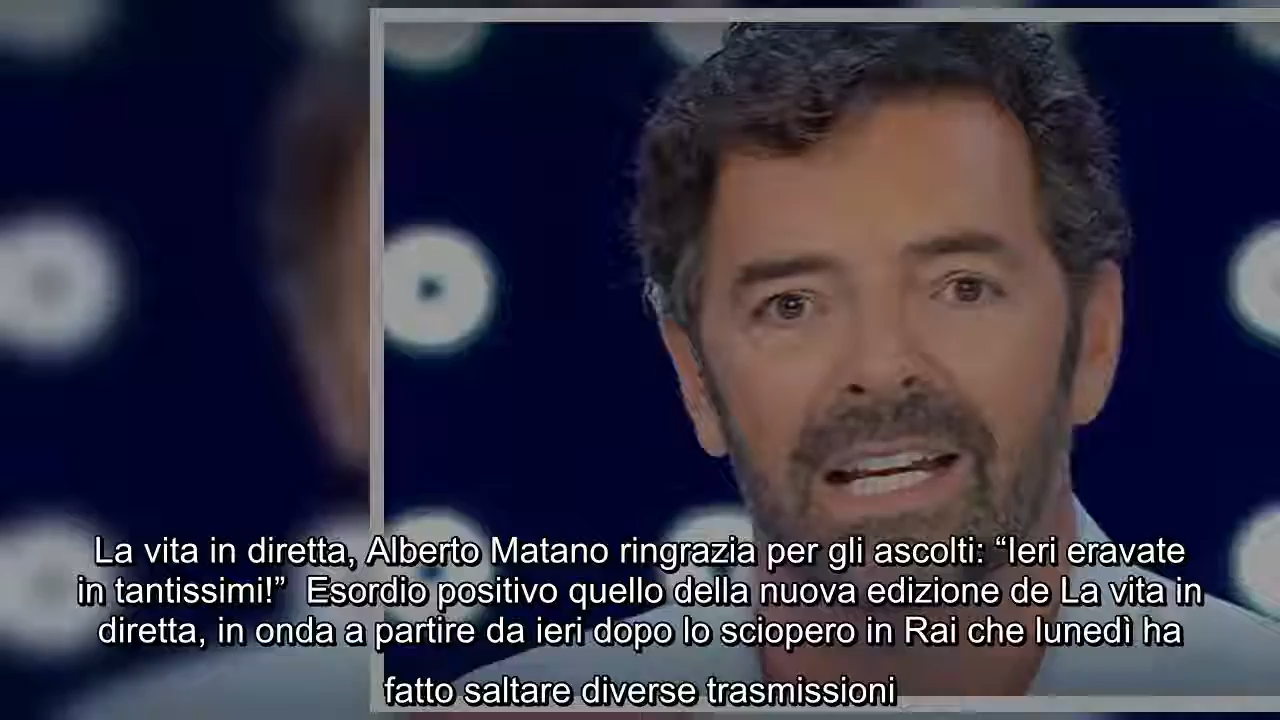 La vita in diretta, Alberto Matano ringrazia per gli ascolti: “Ieri eravate
in tantissimi!”  Esordio positivo quello della nuova edizione de La vita in
diretta, in onda a partire da ieri dopo lo sciopero in Rai che lunedì ha
fatto saltare diverse trasmissioni